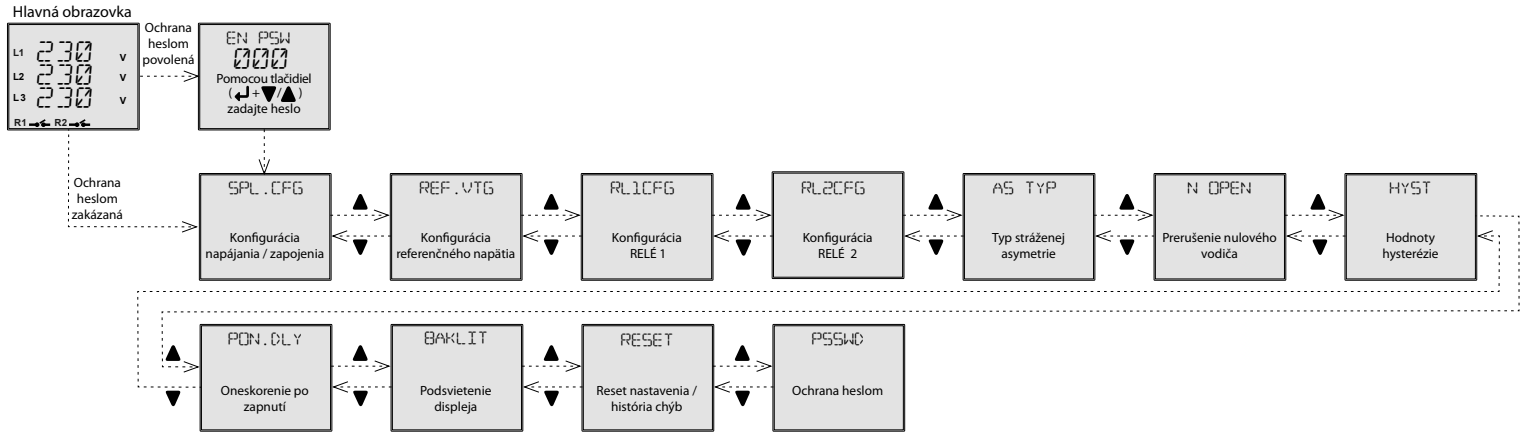 Hlavná obrazovka
L1 230 V
L2 230 V
L3 230 V
R1 R2
Ochrana
heslom
povolená
EN PSW
000
Pomocou tlačidiel
( ↵ + ▼/▲ )
zadajte heslo
Ochrana
heslom
zakázaná
SPL.CFG
Konfigurácia
napájania / zapojenia
REF.VTG
Konfigurácia
referenčného napätia
RL1CFG
Konfigurácia
RELÉ 1
RL2CFG
Konfigurácia
RELÉ 2
AS TYP
Typ stráženej
asymetrie
N OPEN
Prerušenie nulového
vodiča
HYST
Hodnoty
hysterézie
PON.DLY
Oneskorenie po
zapnutí
BAKLIT
Podsvietenie
displeja
RESET
Reset nastavenia /
história chýb
PSSWD
Ochrana heslom